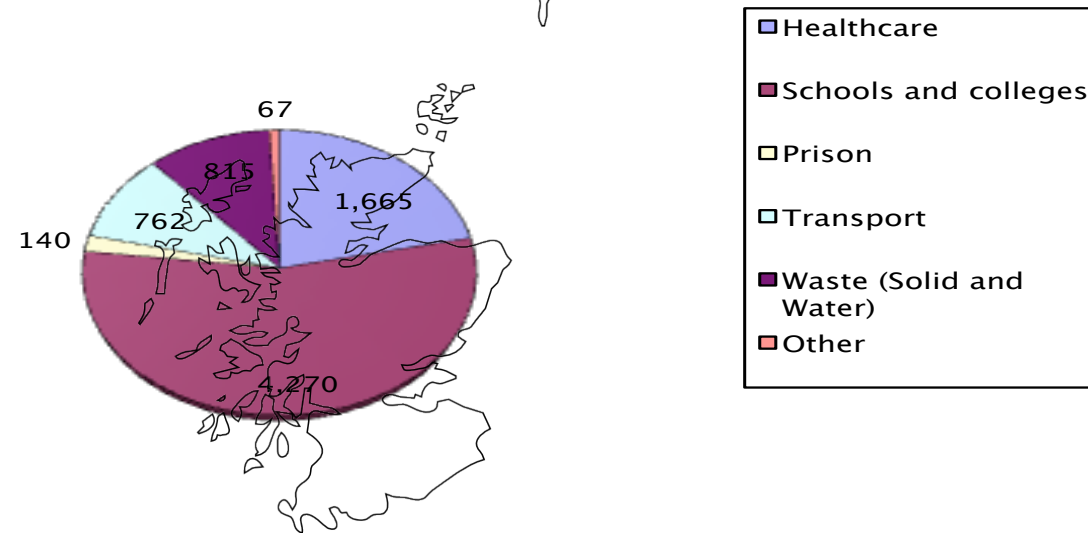 67
815
1,665
762
140
4,270
Healthcare
Schools and colleges
Prison
Transport
Waste (Solid and
Water)
Other